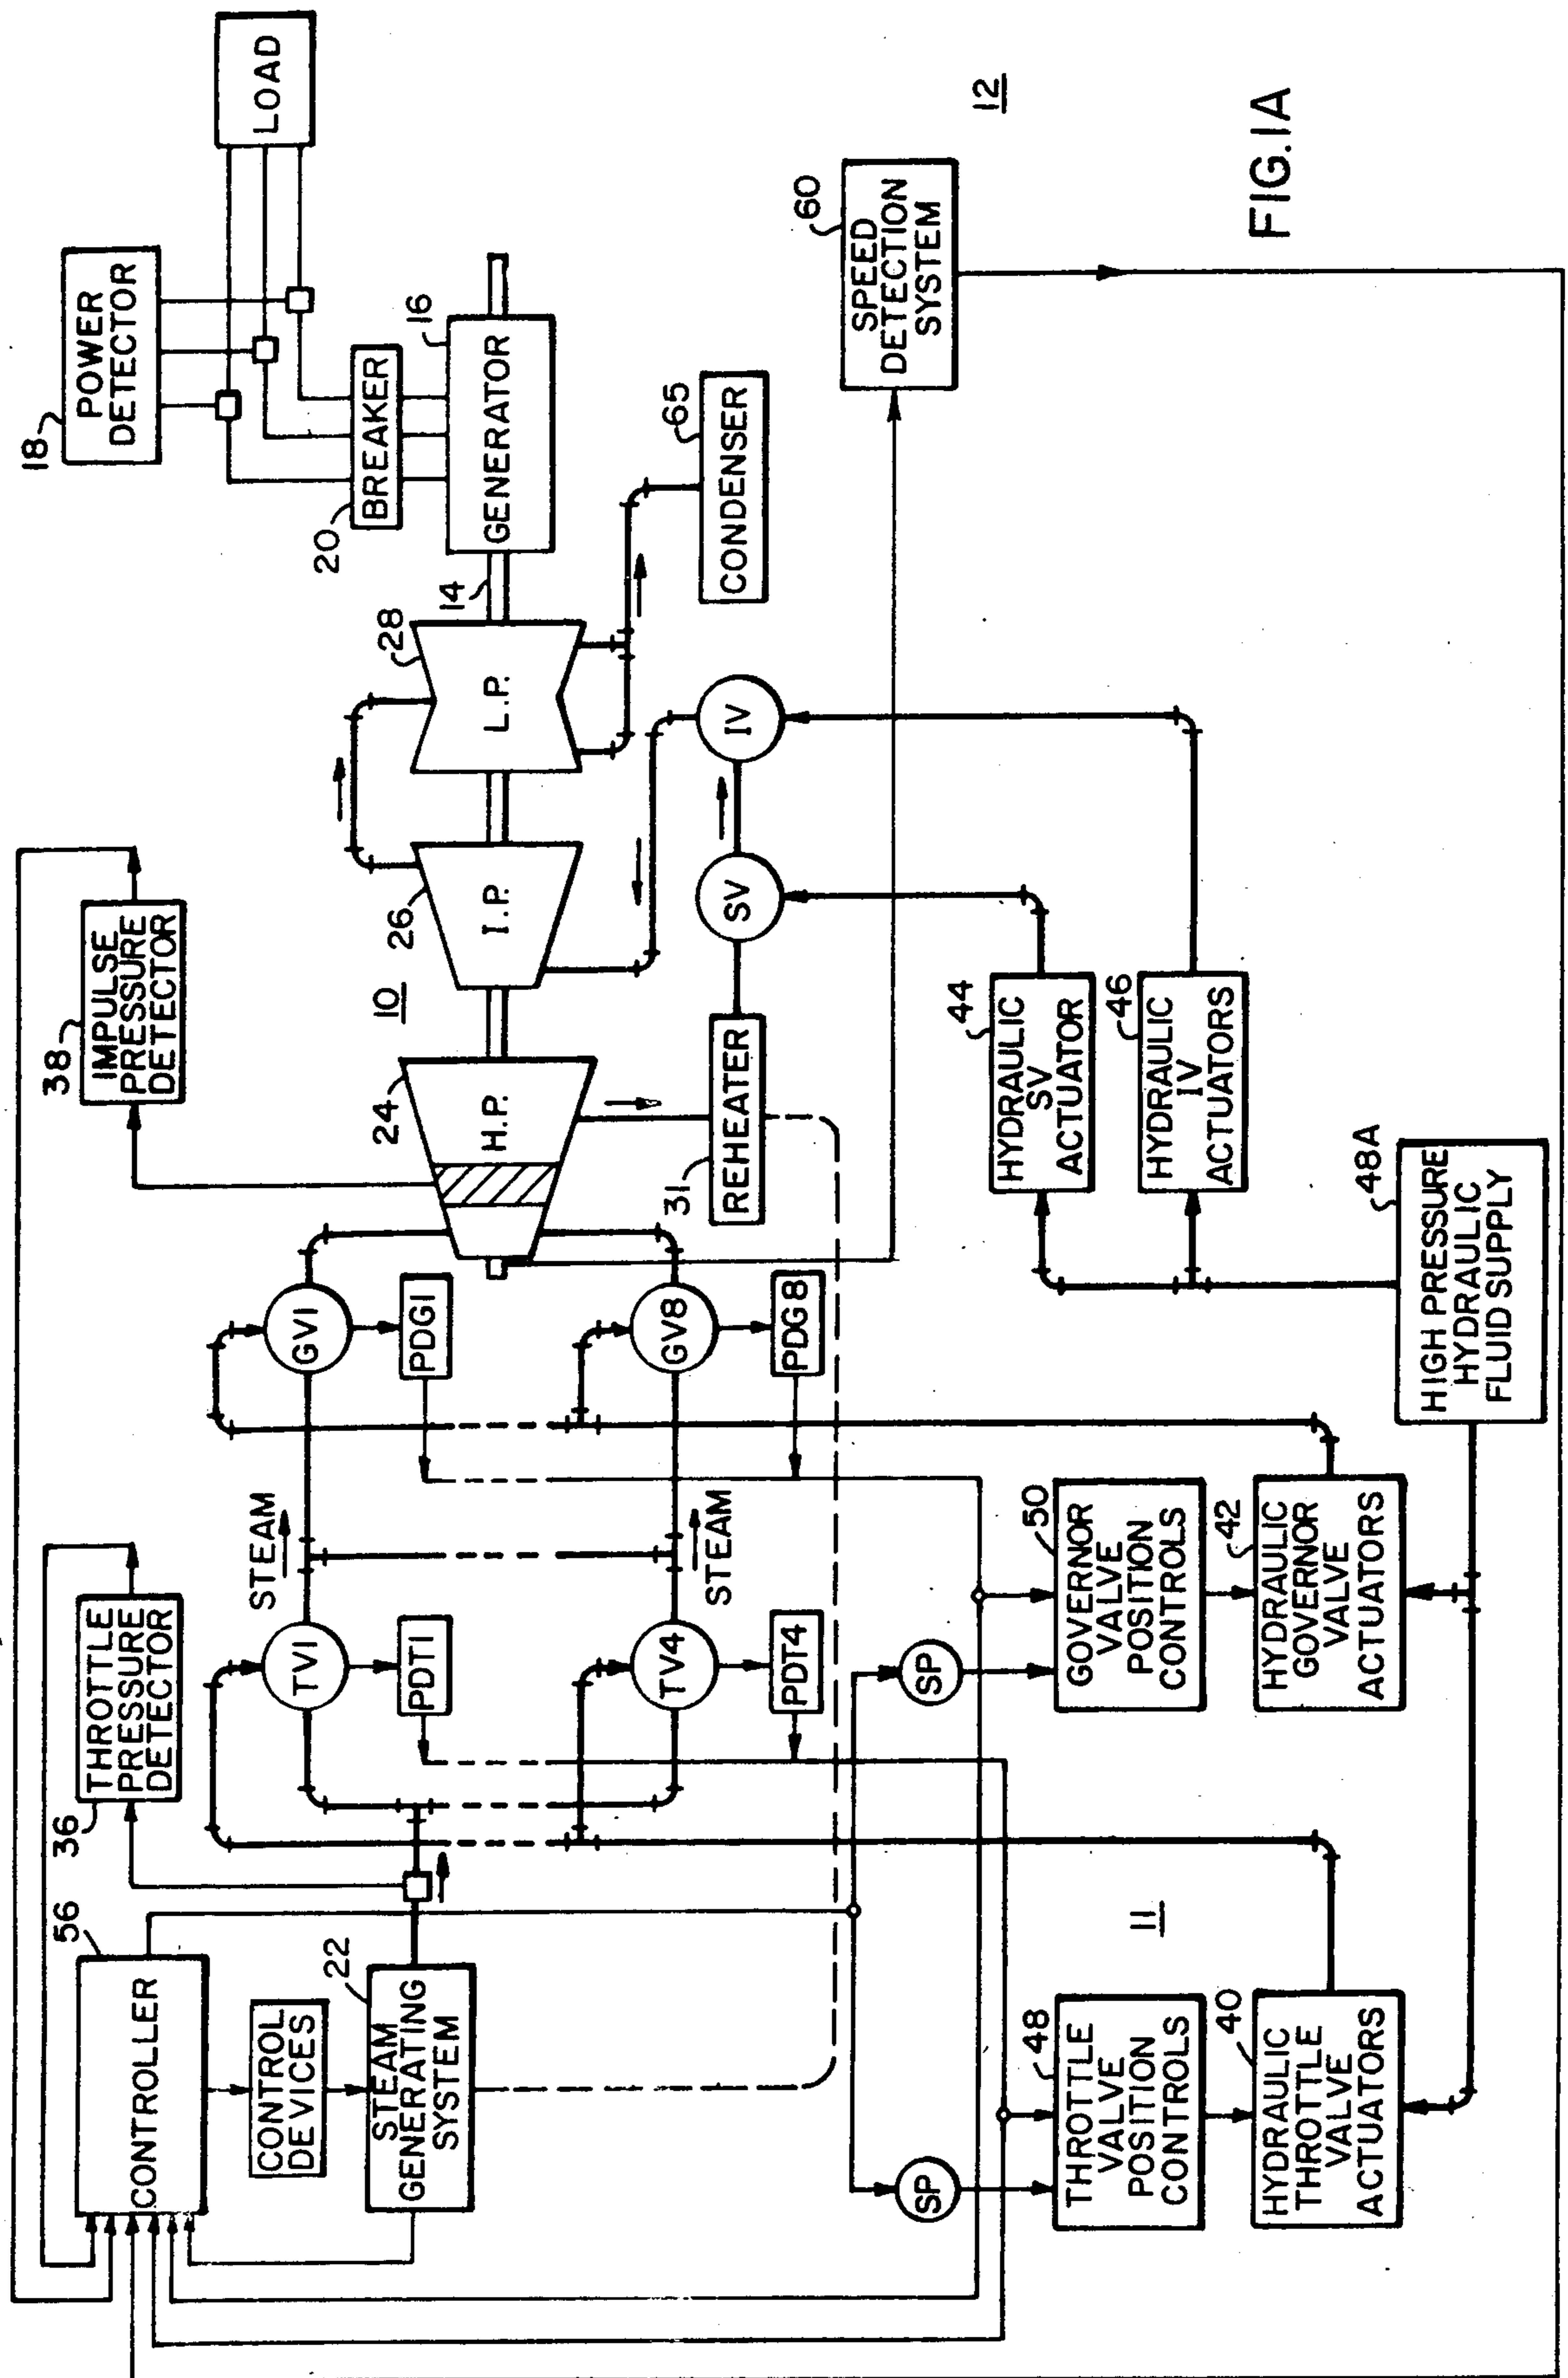 LOAD
18
POWER
DETECTOR
20
BREAKER
16
GENERATOR
14
28
L.P.
26
I.P.
10
24
H.P.
65
CONDENSER
60
SPEED
DETECTION
SYSTEM
12
FIG.1A
38
IMPULSE
PRESSURE
DETECTOR
IV
SV
31
REHEATER
44
HYDRAULIC
SV
ACTUATOR
46
HYDRAULIC
IV
ACTUATORS
48A
HIGH PRESSURE
HYDRAULIC
FLUID SUPPLY
GV1
PDG1
GV8
PDG8
STEAM
STEAM
36
THROTTLE
PRESSURE
DETECTOR
TV1
PDT1
TV4
PDT4
50
GOVERNOR
VALVE
POSITION
CONTROLS
42
HYDRAULIC
GOVERNOR
VALVE
ACTUATORS
SP
56
CONTROLLER
CONTROL
DEVICES
22
STEAM
GENERATING
SYSTEM
11
SP
48
THROTTLE
VALVE
POSITION
CONTROLS
40
HYDRAULIC
THROTTLE
VALVE
ACTUATORS